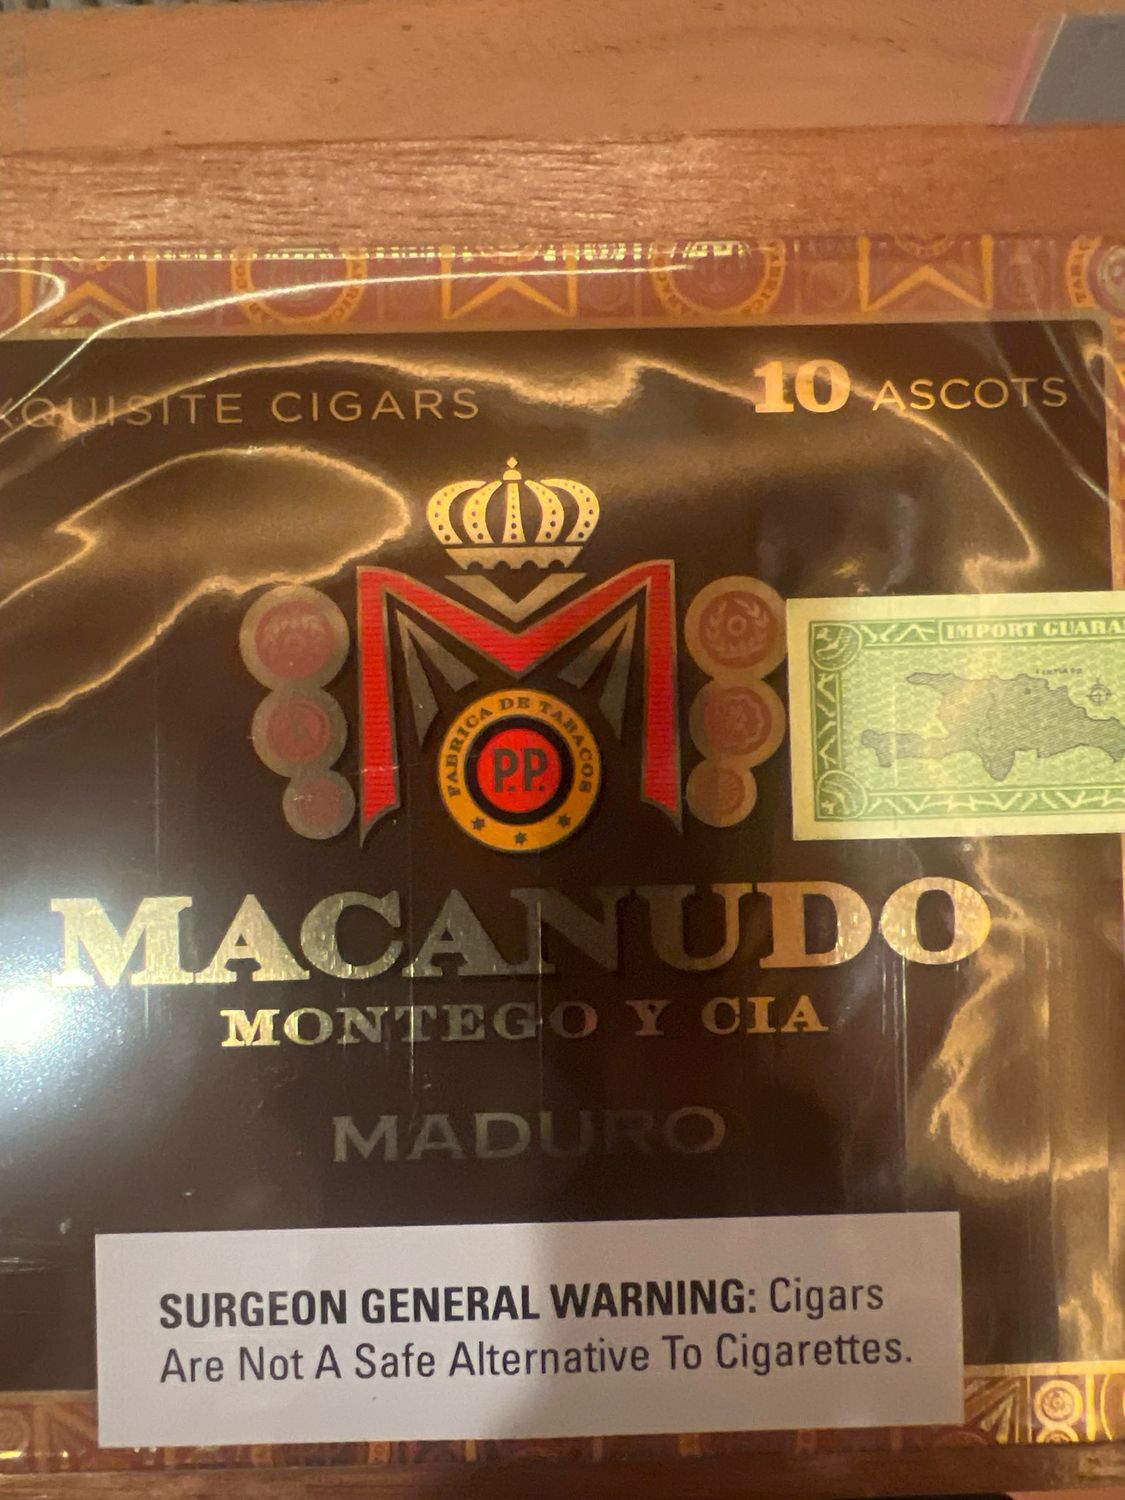 XQUISITE CIGARS
10 ASCOTS
FABRICA DE TABACOS
P.P.
IMPORT GUARA
SANTIAGO
MACANUDO
MONTEGO Y CIA
MADURO
SURGEON GENERAL WARNING: Cigars
Are Not A Safe Alternative To Cigarettes.